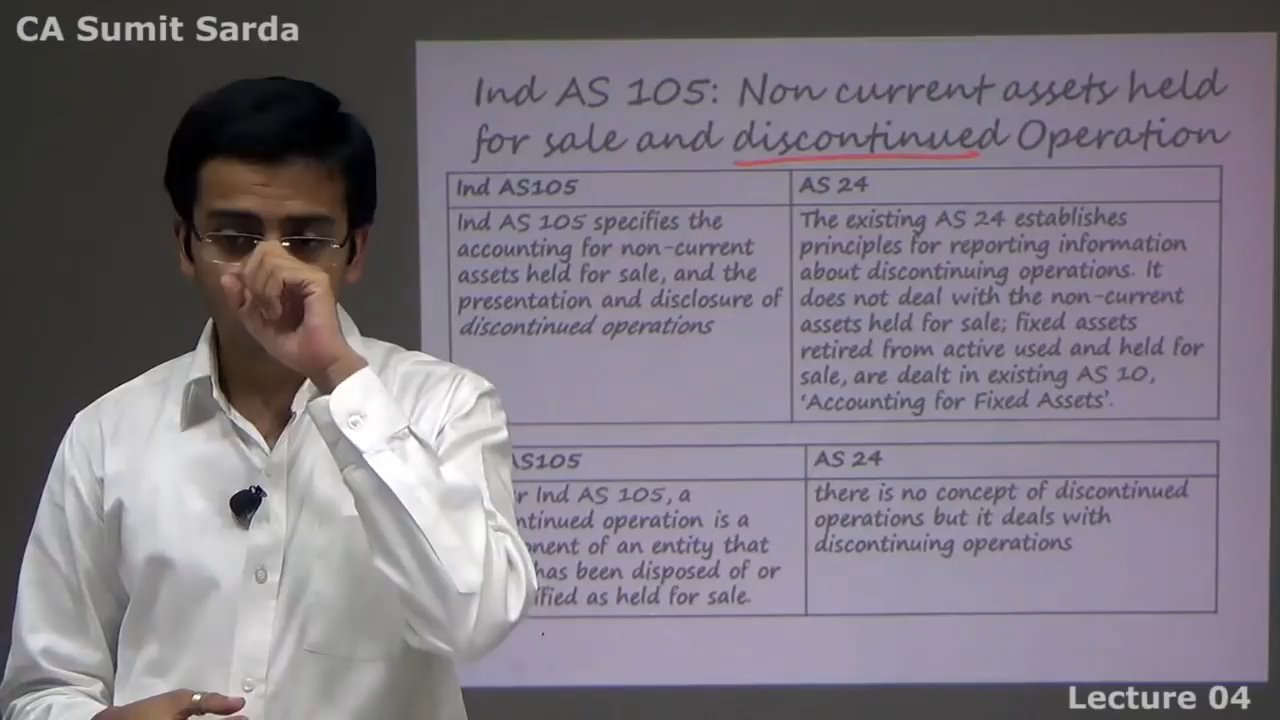 CA Sumit Sarda
Ind AS 105: Non current assets held
for sale and discontinued Operation
Ind AS105
Ind AS 105 specifies the
accounting for non-current
assets held for sale, and the
presentation and disclosure of
discontinued operations
AS 24
The existing AS 24 establishes
principles for reporting information
about discontinuing operations. It
does not deal with the non-current
assets held for sale; fixed assets
retired from active used and held for
sale, are dealt in existing AS 10,
‘Accounting for Fixed Assets’.
AS105
Ind AS 105, a
operation is a
of an entity that
has been disposed of or
as held for sale.
AS 24
there is no concept of discontinued
operations but it deals with
discontinuing operations
Lecture 04